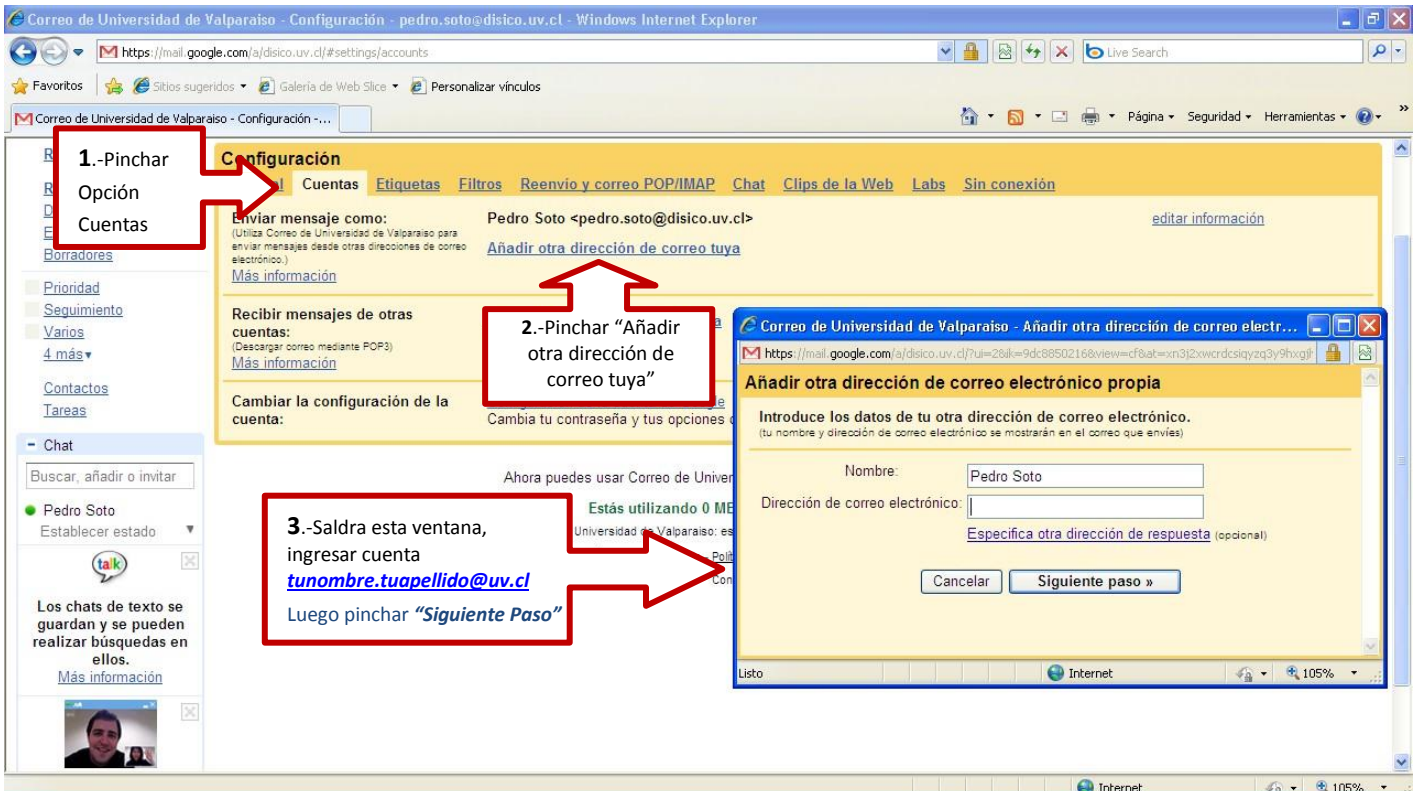 Correo de Universidad de Valparaiso - Configuración - pedro.soto@disico.uv.cl - Windows Internet Explorer
https://mail.google.com/a/disico.uv.cl/#settings/accounts
Live Search
Favoritos
Sitios sugeridos
Galería de Web Slice
Personalizar vínculos
Correo de Universidad de Valparaiso - Configuración -...
Página
Seguridad
Herramientas
»
1.-Pinchar
Opción
Cuentas
Borradores
Prioridad
Seguimiento
Varios
4 más▾
Contactos
Tareas
− Chat
Buscar, añadir o invitar
Pedro Soto
Establecer estado
talk
Los chats de texto se
guardan y se pueden
realizar búsquedas en
ellos.
Más información
Configuración
Cuentas Etiquetas Filtros Reenvío y correo POP/IMAP Chat Clips de la Web Labs Sin conexión
Enviar mensaje como:
(Utiliza Correo de Universidad de Valparaiso para
enviar mensajes desde otras direcciones de correo
electrónico.)
Más información
Pedro Soto <pedro.soto@disico.uv.cl>
editar información
Añadir otra dirección de correo tuya
Recibir mensajes de otras
cuentas:
(Descargar correo mediante POP3)
Más información
2.-Pinchar “Añadir
otra dirección de
correo tuya”
Cambiar la configuración de la
cuenta:
Cambia tu contraseña y tus opciones
Ahora puedes usar Correo de Univer
Estás utilizando 0 ME
Universidad de Valparaiso: es
Polít
Con
3.-Saldra esta ventana,
ingresar cuenta
tunombre.tuapellido@uv.cl
Luego pinchar “Siguiente Paso”
Correo de Universidad de Valparaiso - Añadir otra dirección de correo electr...
Añadir otra dirección de correo electrónico propia
Introduce los datos de tu otra dirección de correo electrónico.
(tu nombre y dirección de correo electrónico se mostrarán en el correo que envíes)
Nombre: Pedro Soto
Dirección de correo electrónico:
Especifica otra dirección de respuesta (opcional)
Cancelar
Siguiente paso »
Listo
Internet
105%
Internet
105%